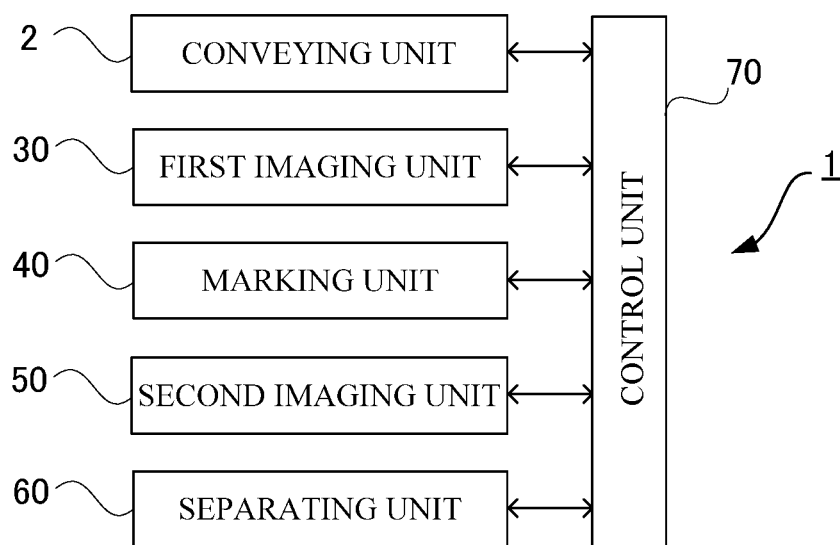 2 CONVEYING UNIT
70
30 FIRST IMAGING UNIT
1
40 MARKING UNIT
CONTROL UNIT
50 SECOND IMAGING UNIT
60 SEPARATING UNIT